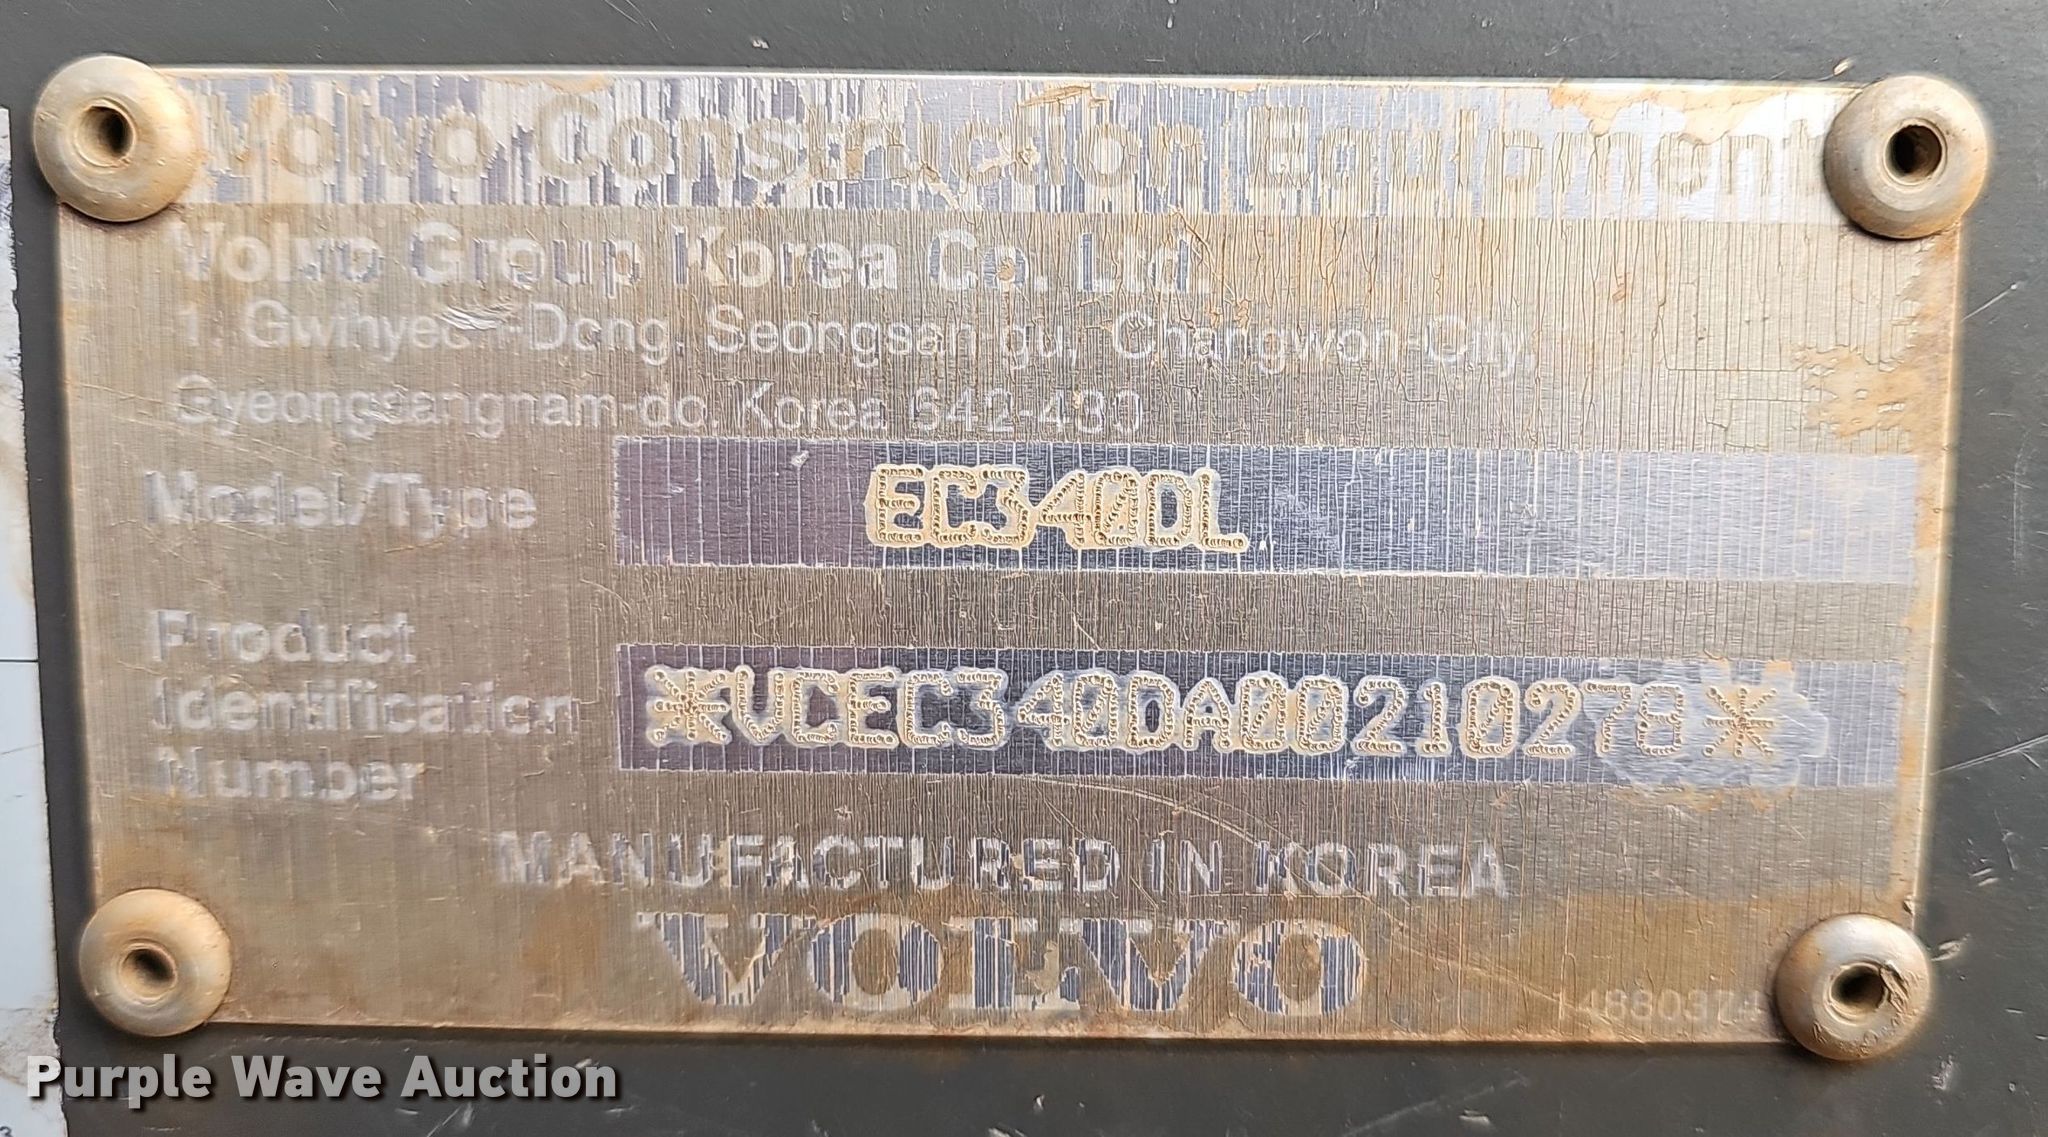 Volvo Construction Equipment
Volvo Group Korea Co. Ltd.
1, Gwihyeon-Dong, Seongsan-gu, Changwon-City,
Gyeongsangnam-do, Korea 642-430
Model/Type EC340DL
Product
Identification
Number
*VCEC340DA00210278*
MANUFACTURED IN KOREA
VOLVO
14880374
Purple Wave Auction